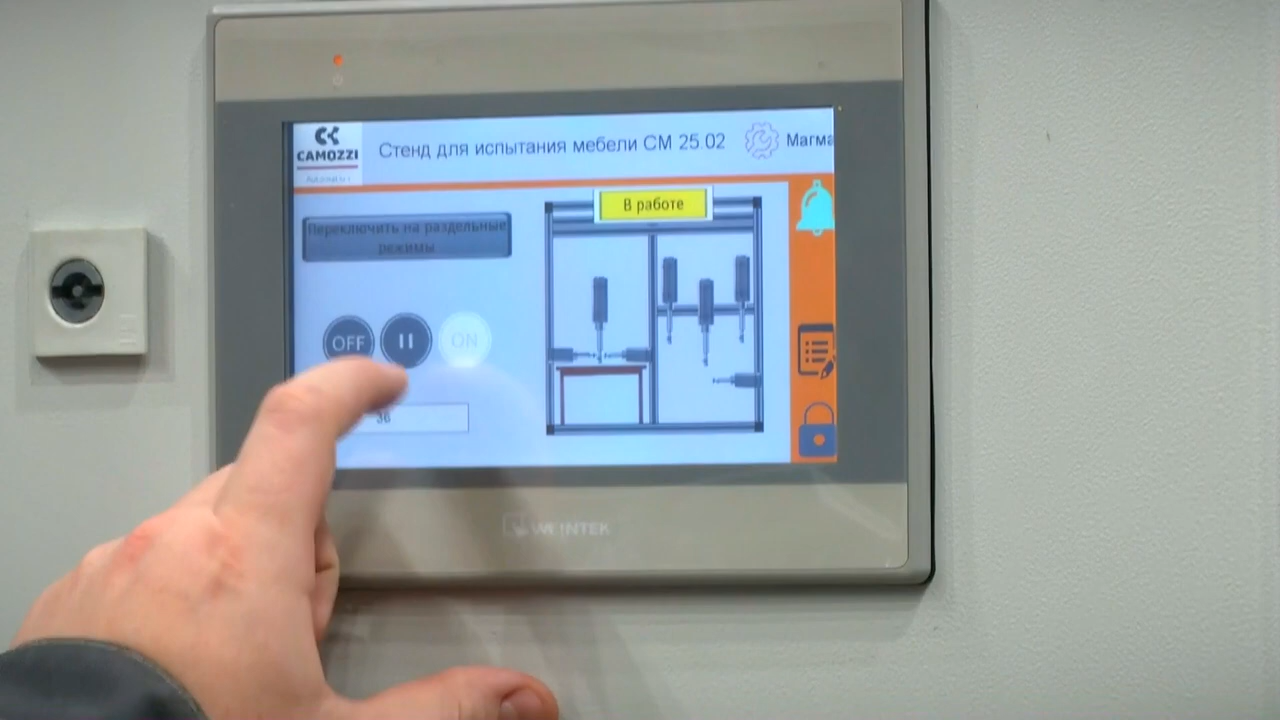 CAMOZZI
Стенд для испытания мебели СМ 25.02
Магма
В работе
Переключить на раздельные
режимы
OFF
ON
36
WEINTEK